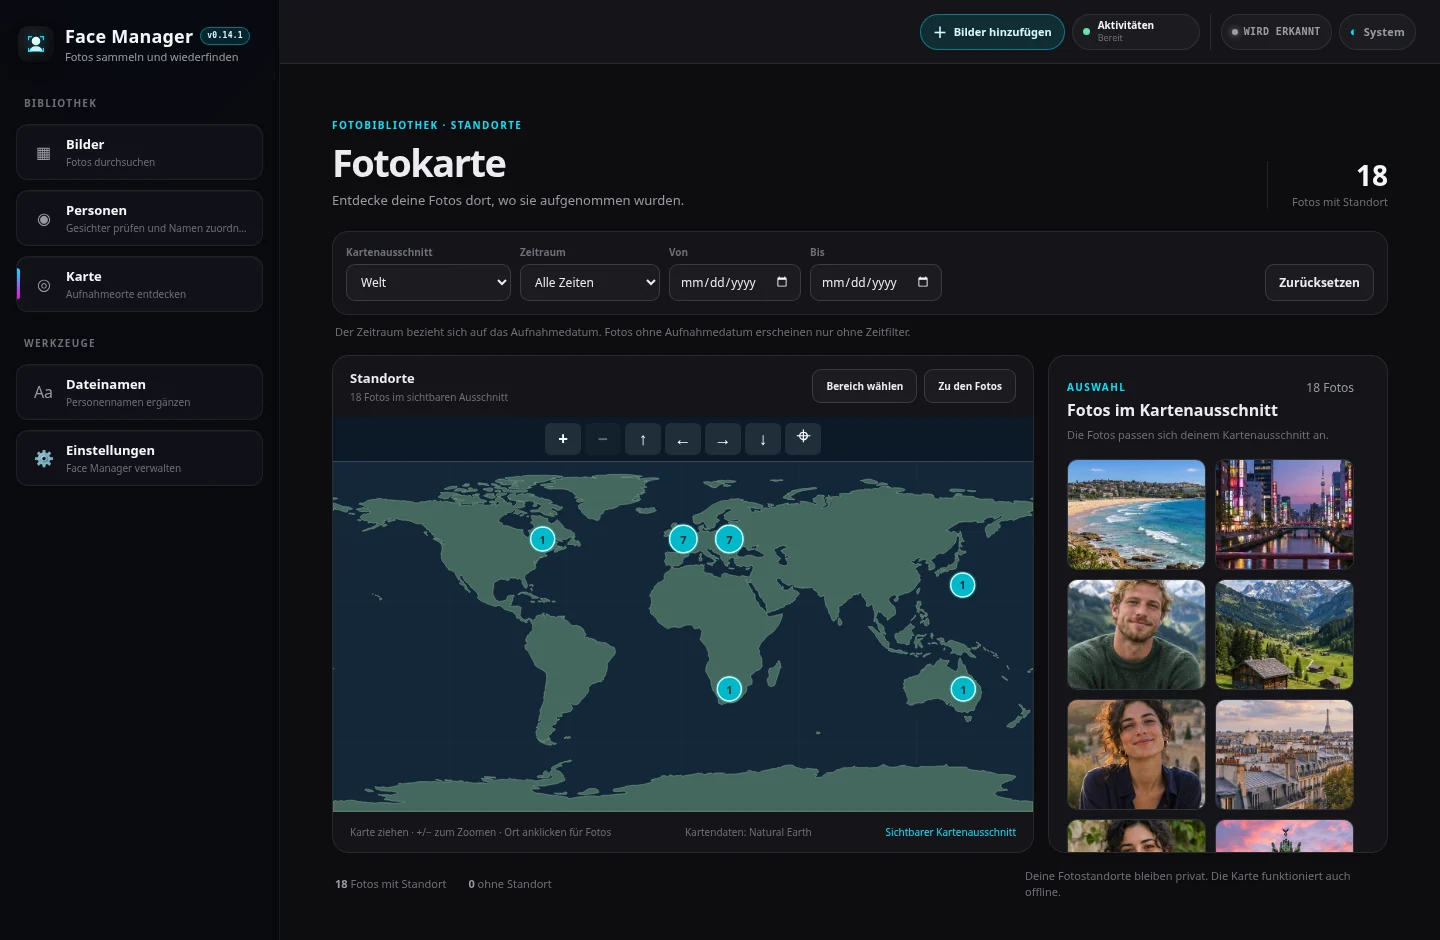 Face Manager v0.14.1
Fotos sammeln und wiederfinden
BIBLIOTHEK
Bilder
Fotos durchsuchen
Personen
Gesichter prüfen und Namen zuordn...
Karte
Aufnahmeorte entdecken
WERKZEUGE
Aa
Dateinamen
Personennamen ergänzen
Einstellungen
Face Manager verwalten
+ Bilder hinzufügen
Aktivitäten
Bereit
WIRD ERKANNT
System
FOTOBIBLIOTHEK · STANDORTE
Fotokarte
Entdecke deine Fotos dort, wo sie aufgenommen wurden.
18
Fotos mit Standort
Kartenausschnitt
Welt
Zeitraum
Alle Zeiten
Von
mm/dd/yyyy
Bis
mm/dd/yyyy
Zurücksetzen
Der Zeitraum bezieht sich auf das Aufnahmedatum. Fotos ohne Aufnahmedatum erscheinen nur ohne Zeitfilter.
Standorte
18 Fotos im sichtbaren Ausschnitt
Bereich wählen
Zu den Fotos
+ − ↑ ← → ↓
1
7
7
1
1
1
Karte ziehen · +/− zum Zoomen · Ort anklicken für Fotos
Kartendaten: Natural Earth
Sichtbarer Kartenausschnitt
AUSWAHL
18 Fotos
Fotos im Kartenausschnitt
Die Fotos passen sich deinem Kartenausschnitt an.
18 Fotos mit Standort
0 ohne Standort
Deine Fotostandorte bleiben privat. Die Karte funktioniert auch
offline.